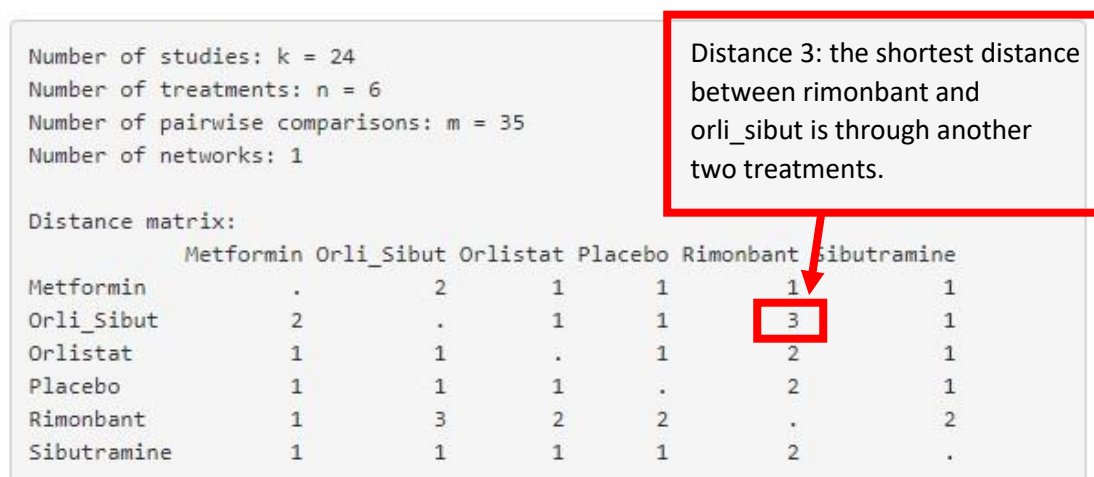 Number of studies: k = 24
Number of treatments: n = 6
Number of pairwise comparisons: m = 35
Number of networks: 1
Distance 3: the shortest distance
between rimonbant and
orli_sibut is through another
two treatments.
Distance matrix:
Metformin Orli_Sibut Orlistat Placebo Rimonbant Sibutramine
Metformin . 2 1 1 1 1
Orli_Sibut 2 . 1 1 3 1
Orlistat 1 1 . 1 2 1
Placebo 1 1 1 . 2 1
Rimonbant 1 3 2 2 . 2
Sibutramine 1 1 1 1 2 .